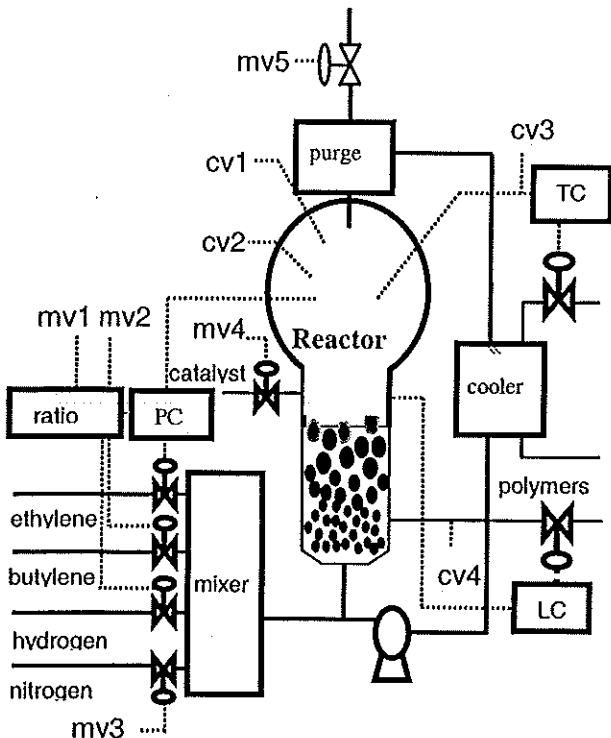 mv5
purge
cv3
cv1
TC
cv2
mv1 mv2
mv4
Reactor
catalyst
cooler
ratio
PC
polymers
ethylene
butylene
mixer
cv4
LC
hydrogen
nitrogen
mv3